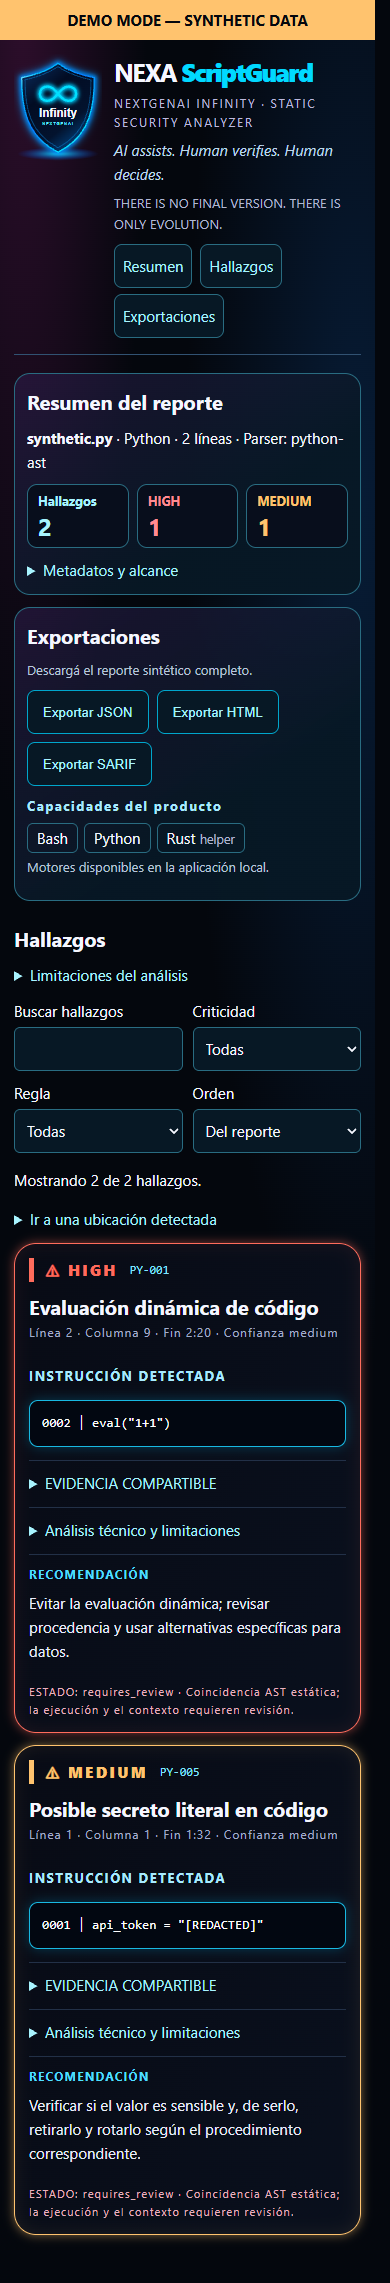 DEMO MODE — SYNTHETIC DATA
Infinity
NEXTGENAI
NEXA ScriptGuard
NEXTGENAI INFINITY · STATIC
SECURITY ANALYZER
AI assists. Human verifies. Human
decides.
THERE IS NO FINAL VERSION. THERE IS
ONLY EVOLUTION.
Resumen
Hallazgos
Exportaciones
Resumen del reporte
synthetic.py · Python · 2 líneas · Parser: python-
ast
Hallazgos
2
HIGH
1
MEDIUM
1
▶ Metadatos y alcance
Exportaciones
Descargá el reporte sintético completo.
Exportar JSON
Exportar HTML
Exportar SARIF
Capacidades del producto
Bash
Python
Rust helper
Motores disponibles en la aplicación local.
Hallazgos
▶ Limitaciones del análisis
Buscar hallazgos
Criticidad
Todas
Regla
Orden
Todas
Del reporte
Mostrando 2 de 2 hallazgos.
▶ Ir a una ubicación detectada
⚠ HIGH PY-001
Evaluación dinámica de código
Línea 2 · Columna 9 · Fin 2:20 · Confianza medium
INSTRUCCIÓN DETECTADA
0002 | eval("1+1")
▶ EVIDENCIA COMPARTIBLE
▶ Análisis técnico y limitaciones
RECOMENDACIÓN
Evitar la evaluación dinámica; revisar
procedencia y usar alternativas específicas para
datos.
ESTADO: requires_review · Coincidencia AST estática;
la ejecución y el contexto requieren revisión.
⚠ MEDIUM PY-005
Posible secreto literal en código
Línea 1 · Columna 1 · Fin 1:32 · Confianza medium
INSTRUCCIÓN DETECTADA
0001 | api_token = "[REDACTED]"
▶ EVIDENCIA COMPARTIBLE
▶ Análisis técnico y limitaciones
RECOMENDACIÓN
Verificar si el valor es sensible y, de serlo,
retirarlo y rotarlo según el procedimiento
correspondiente.
ESTADO: requires_review · Coincidencia AST estática;
la ejecución y el contexto requieren revisión.